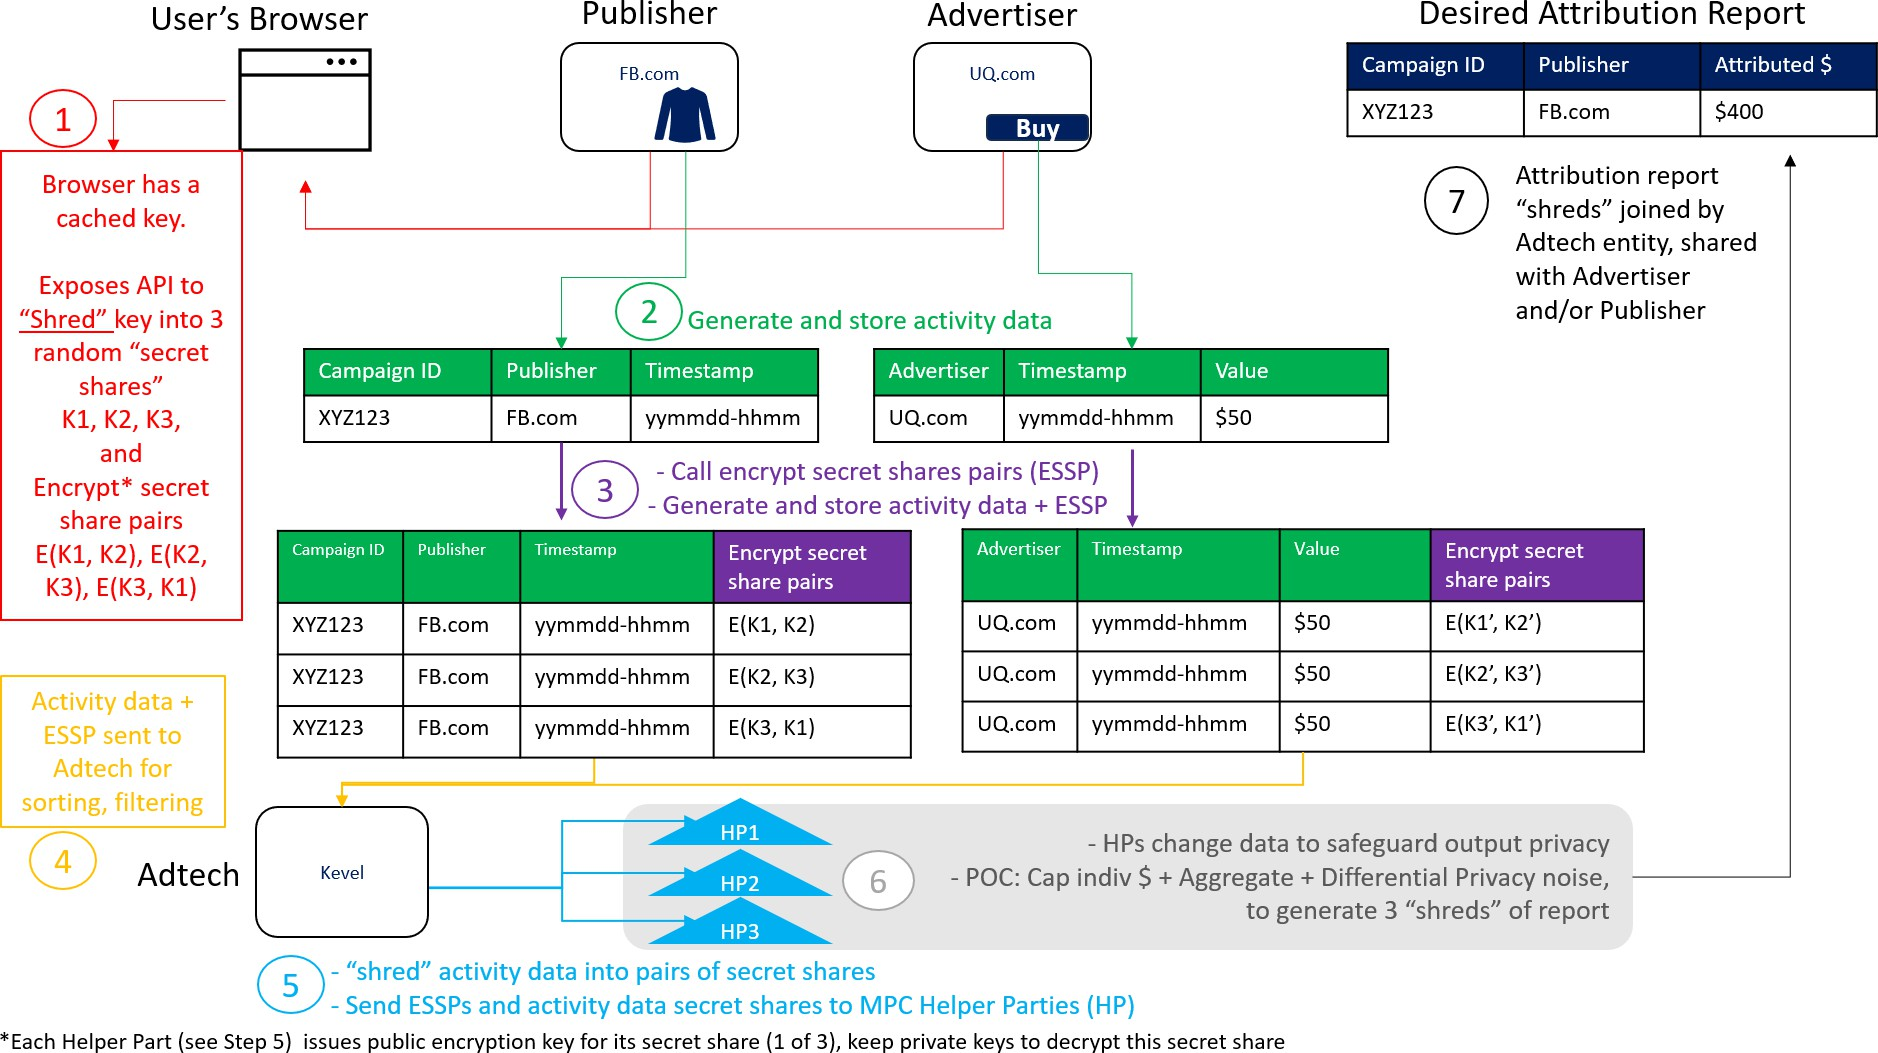 User's Browser
Publisher
Advertiser
Desired Attribution Report
FB.com
UQ.com
Buy
Campaign ID Publisher Attributed $
XYZ123 FB.com $400
1
Browser has a
cached key.
Exposes API to
“Shred” key into 3
random “secret
shares”
K1, K2, K3,
and
Encrypt* secret
share pairs
E(K1, K2), E(K2,
K3), E(K3, K1)
7
Attribution report
“shreds” joined by
Adtech entity, shared
with Advertiser
and/or Publisher
2
Generate and store activity data
Campaign ID Publisher Timestamp
XYZ123 FB.com yymmdd-hhmm
Advertiser Timestamp Value
UQ.com yymmdd-hhmm $50
3
- Call encrypt secret shares pairs (ESSP)
- Generate and store activity data + ESSP
Campaign ID Publisher Timestamp Encrypt secret
share pairs
XYZ123 FB.com yymmdd-hhmm E(K1, K2)
XYZ123 FB.com yymmdd-hhmm E(K2, K3)
XYZ123 FB.com yymmdd-hhmm E(K3, K1)
Advertiser Timestamp Value Encrypt secret
share pairs
UQ.com yymmdd-hhmm $50 E(K1’, K2’)
UQ.com yymmdd-hhmm $50 E(K2’, K3’)
UQ.com yymmdd-hhmm $50 E(K3’, K1’)
Activity data +
ESSP sent to
Adtech for
sorting, filtering
4
Adtech
Kevel
HP1
HP2
HP3
6
- HPs change data to safeguard output privacy
- POC: Cap indiv $ + Aggregate + Differential Privacy noise,
to generate 3 “shreds” of report
5
- “shred” activity data into pairs of secret shares
- Send ESSPs and activity data secret shares to MPC Helper Parties (HP)
*Each Helper Part (see Step 5) issues public encryption key for its secret share (1 of 3), keep private keys to decrypt this secret share